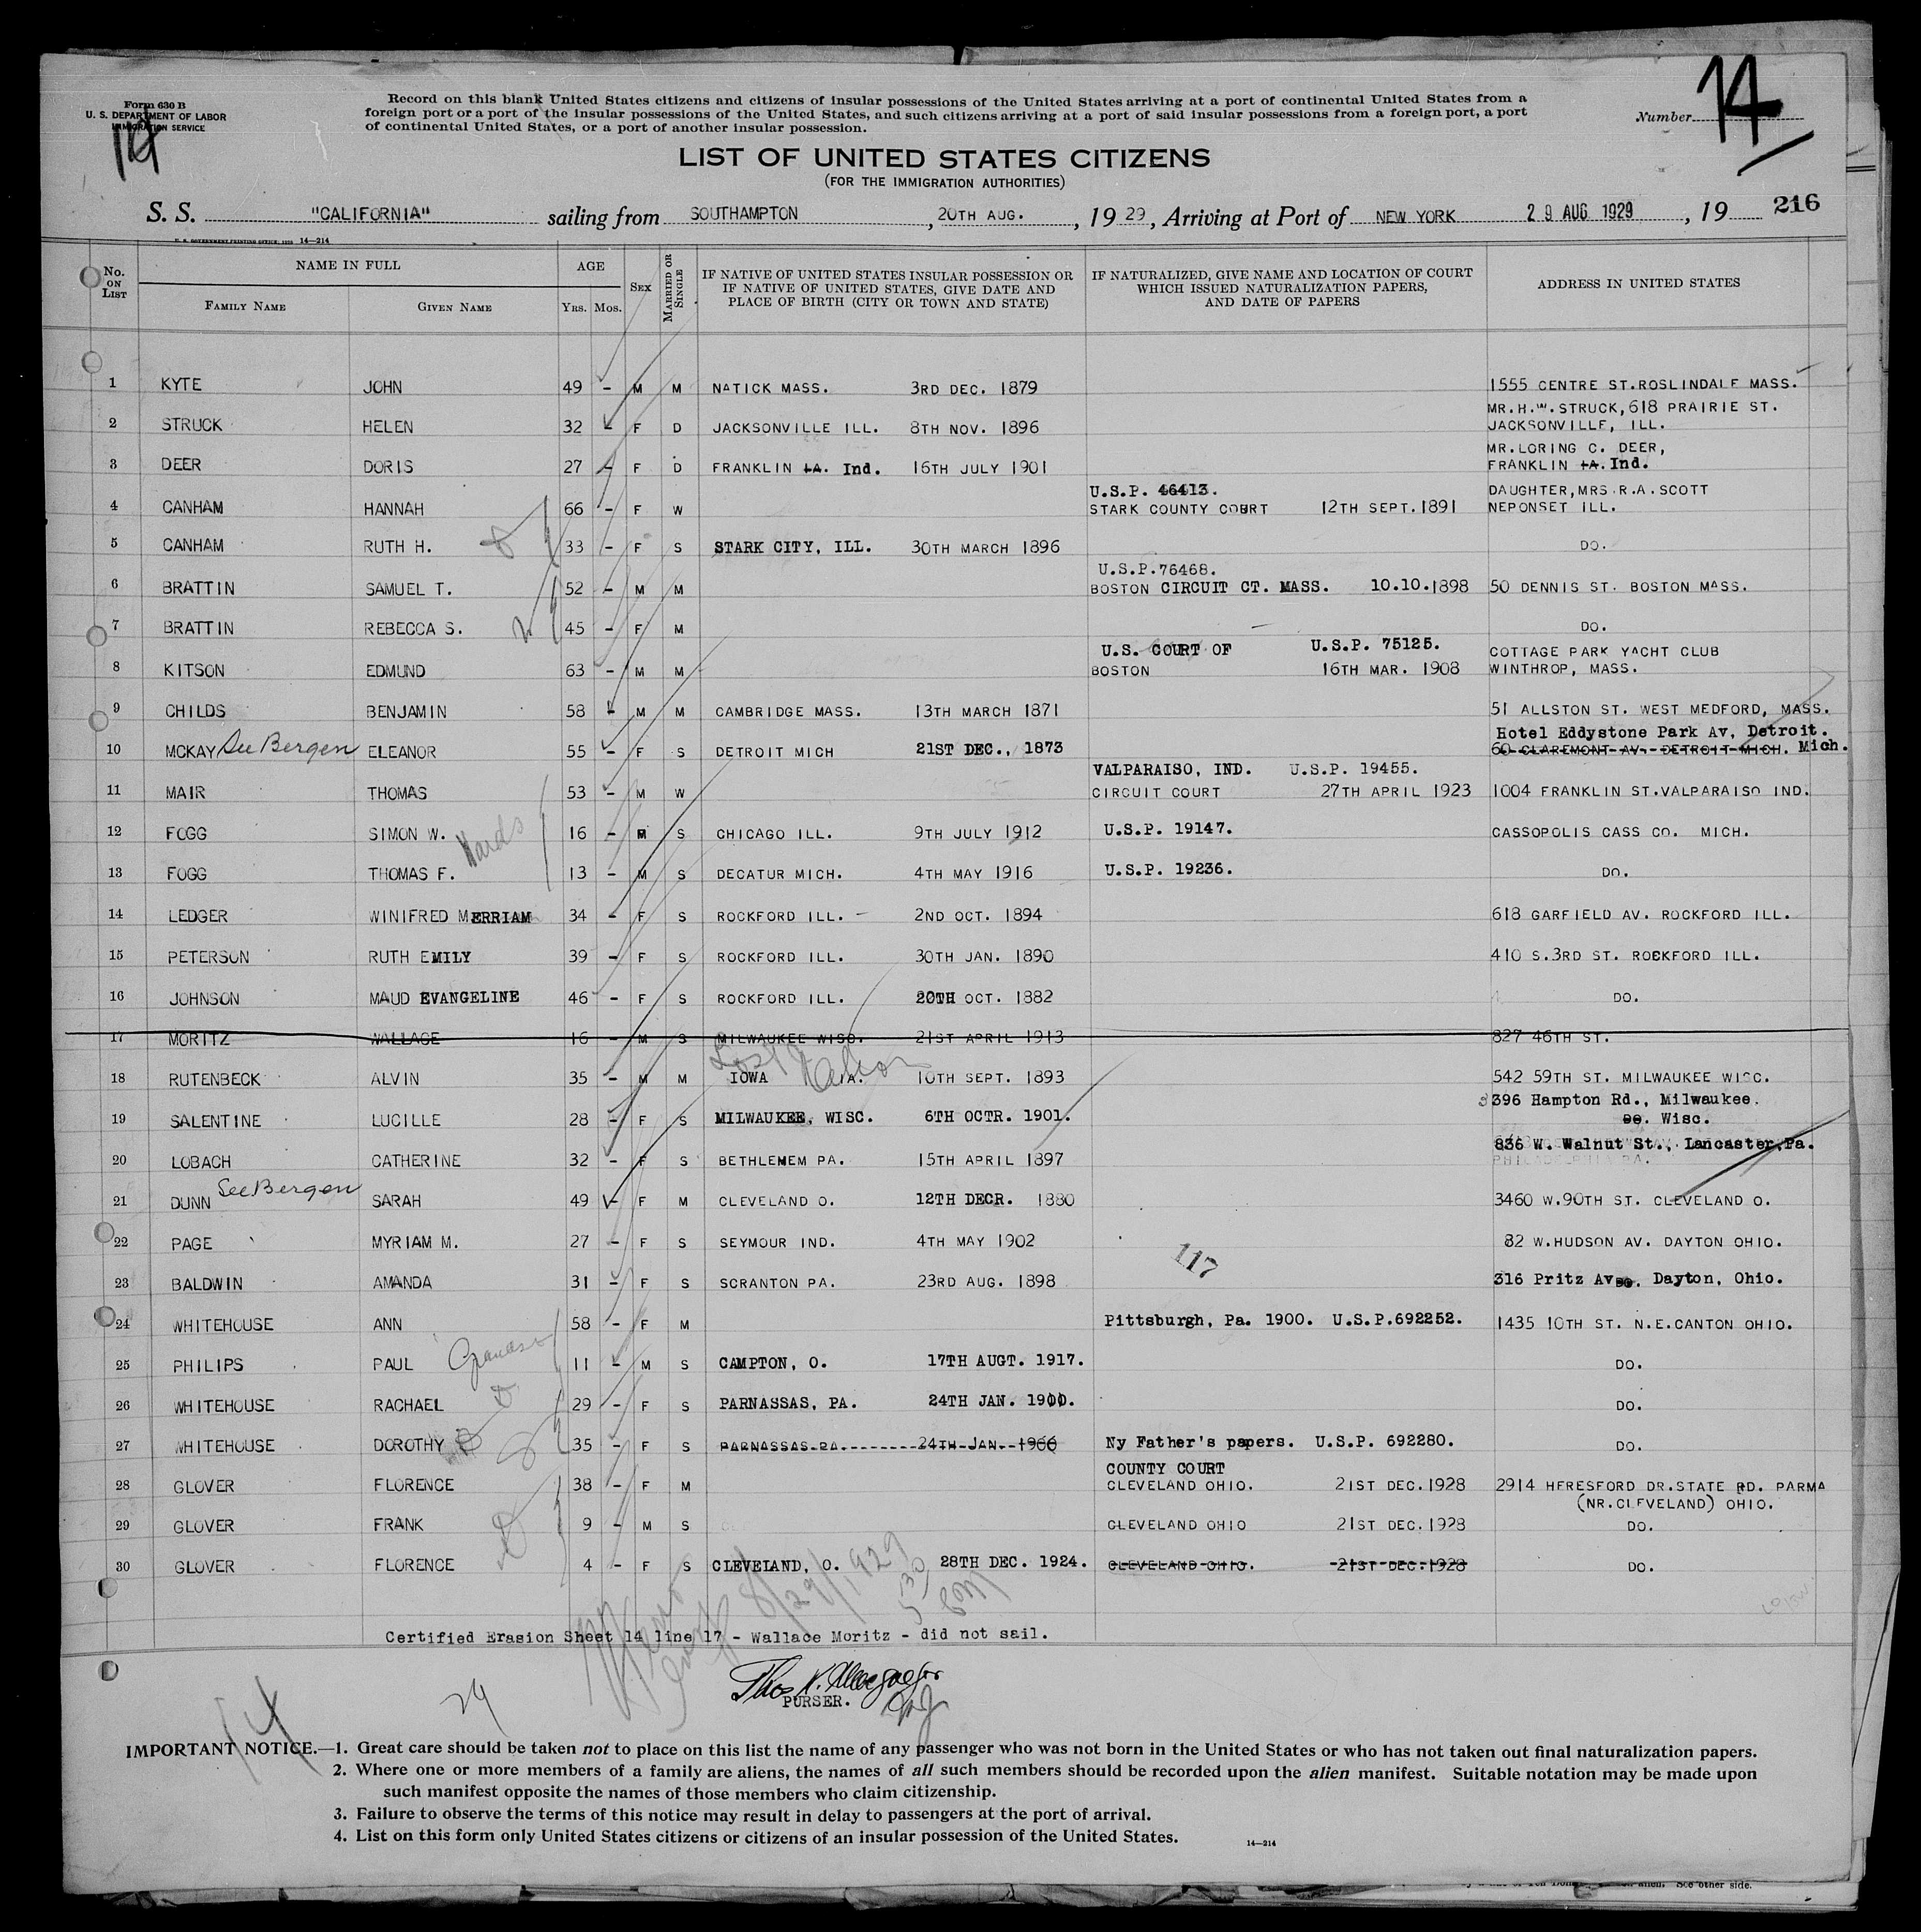 14
Form 630 B
U. S. DEPARTMENT OF LABOR
IMMIGRATION SERVICE
Record on this blank United States citizens and citizens of insular possessions of the United States arriving at a port of continental United States from a
foreign port or a port of the insular possessions of the United States, and such citizens arriving at a port of said insular possessions from a foreign port, a port
of continental United States, or a port of another insular possession.
Number
LIST OF UNITED STATES CITIZENS
(FOR THE IMMIGRATION AUTHORITIES)
S. S. "CALIFORNIA" sailing from SOUTHAMPTON, 20TH AUG., 19 29, Arriving at Port of NEW YORK 29 AUG 1929, 19 216
U. S. GOVERNMENT PRINTING OFFICE 14—214
No. ON LIST NAME IN FULL AGE SEX MARRIED OR SINGLE IF NATIVE OF UNITED STATES INSULAR POSSESSION OR IF NATIVE OF UNITED STATES, GIVE DATE AND PLACE OF BIRTH (CITY OR TOWN AND STATE) IF NATURALIZED, GIVE NAME AND LOCATION OF COURT WHICH ISSUED NATURALIZATION PAPERS, AND DATE OF PAPERS ADDRESS IN UNITED STATES
FAMILY NAME GIVEN NAME YRS. MOS.
1 KYTE JOHN 49 - M M NATICK MASS. 3RD DEC. 1879 1555 CENTRE ST.ROSLINDALE MASS.
MR.H.W.STRUCK,618 PRAIRIE ST.
2 STRUCK HELEN 32 - F D JACKSONVILLE ILL. 8TH NOV. 1896 JACKSONVILLE, ILL.
MR.LORING C. DEER,
3 DEER DORIS 27 - F D FRANKLIN IA. Ind. 16TH JULY 1901 FRANKLIN IA. Ind.
U.S.P. 46413. DAUGHTER,MRS.R.A.SCOTT
4 CANHAM HANNAH 66 - F W STARK COUNTY COURT 12TH SEPT.1891 NEPONSET ILL.
5 CANHAM RUTH H. 33 - F S STARK CITY, ILL. 30TH MARCH 1896 DO.
U.S.P.76468.
6 BRATTIN SAMUEL T. 52 - M M BOSTON CIRCUIT CT. MASS. 10.10.1898 50 DENNIS ST. BOSTON MASS.
7 BRATTIN REBECCA S. 45 - F M DO.
U.S. COURT OF U.S.P. 75125. COTTAGE PARK YACHT CLUB
8 KITSON EDMUND 63 - M M BOSTON 16TH MAR. 1908 WINTHROP, MASS.
9 CHILDS BENJAMIN 58 - M M CAMBRIDGE MASS. 13TH MARCH 1871 51 ALLSTON ST. WEST MEDFORD, MASS.
Hotel Eddystone Park Av, Detroit.
10 MCKAY See Bergen ELEANOR 55 - F S DETROIT MICH 21ST DEC., 1873 60 CLAREMONT AV. DETROIT MICH. Mich.
VALPARAISO, IND. U.S.P. 19455.
11 MAIR THOMAS 53 - M W CIRCUIT COURT 27TH APRIL 1923 1004 FRANKLIN ST.VALPARAISO IND.
12 FOGG SIMON W. 16 - M S CHICAGO ILL. 9TH JULY 1912 U.S.P. 19147. CASSOPOLIS CASS CO. MICH.
Wards
13 FOGG THOMAS F. 13 - M S DECATUR MICH. 4TH MAY 1916 U.S.P. 19236. DO.
14 LEDGER WINIFRED MERRIAM 34 - F S ROCKFORD ILL. 2ND OCT. 1894 618 GARFIELD AV. ROCKFORD ILL.
15 PETERSON RUTH EMILY 39 - F S ROCKFORD ILL. 30TH JAN. 1890 410 S.3RD ST. ROCKFORD ILL.
16 JOHNSON MAUD EVANGELINE 46 - F S ROCKFORD ILL. 20TH OCT. 1882 DO.
17 MORITZ WALLACE 16 - M S MILWAUKEE WISC. 21ST APRIL 1913 827 46TH ST.
18 RUTENBECK ALVIN 35 - M M IOWA IA. 10TH SEPT. 1893 542 59TH ST. MILWAUKEE WISC.
3396 Hampton Rd., Milwaukee.
19 SALENTINE LUCILLE 28 - F S MILWAUKEE, WISC. 6TH OCTR. 1901. DO. Wisc.
836 W. Walnut St., Lancaster,Pa.
20 LOBACH CATHERINE 32 - F S BETHLEMEM PA. 15TH APRIL 1897 PHILADELPHIA PA.
21 DUNN See Bergen SARAH 49 - F M CLEVELAND O. 12TH DECR. 1880 3460 W.90TH ST. CLEVELAND O.
22 PAGE MYRIAM M. 27 - F S SEYMOUR IND. 4TH MAY 1902 82 W.HUDSON AV. DAYTON OHIO.
117
23 BALDWIN AMANDA 31 - F S SCRANTON PA. 23RD AUG. 1898 316 Pritz Av. Dayton, Ohio.
24 WHITEHOUSE ANN 58 - F M Pittsburgh, Pa. 1900. U.S.P.692252. 1435 10TH ST. N.E.CANTON OHIO.
25 PHILIPS PAUL 11 - M S CAMPTON, O. 17TH AUGT. 1917. DO.
26 WHITEHOUSE RACHAEL 29 - F S PARNASSAS, PA. 24TH JAN. 1900. DO.
27 WHITEHOUSE DOROTHY 35 - F S PARNASSAS PA. 24TH JAN. 1900 Ny Father's papers. U.S.P. 692280. DO.
COUNTY COURT
28 GLOVER FLORENCE 38 - F M CLEVELAND OHIO. 21ST DEC.1928 2914 HERESFORD DR.STATE RD. PARMA
(NR.CLEVELAND) OHIO.
29 GLOVER FRANK 9 - M S CLEVELAND OHIO 21ST DEC.1928 DO.
30 GLOVER FLORENCE 4 - F S CLEVELAND, O. 28TH DEC. 1924. CLEVELAND OHIO. 21ST DEC.1928 DO.
8/29/1929
530
Certified Erasion Sheet 14 line 17 - Wallace Moritz - did not sail.
PURSER.
14
29
IMPORTANT NOTICE.—1. Great care should be taken not to place on this list the name of any passenger who was not born in the United States or who has not taken out final naturalization papers.
2. Where one or more members of a family are aliens, the names of all such members should be recorded upon the alien manifest. Suitable notation may be made upon
such manifest opposite the names of those members who claim citizenship.
3. Failure to observe the terms of this notice may result in delay to passengers at the port of arrival.
4. List on this form only United States citizens or citizens of an insular possession of the United States.
14—214
See other side.